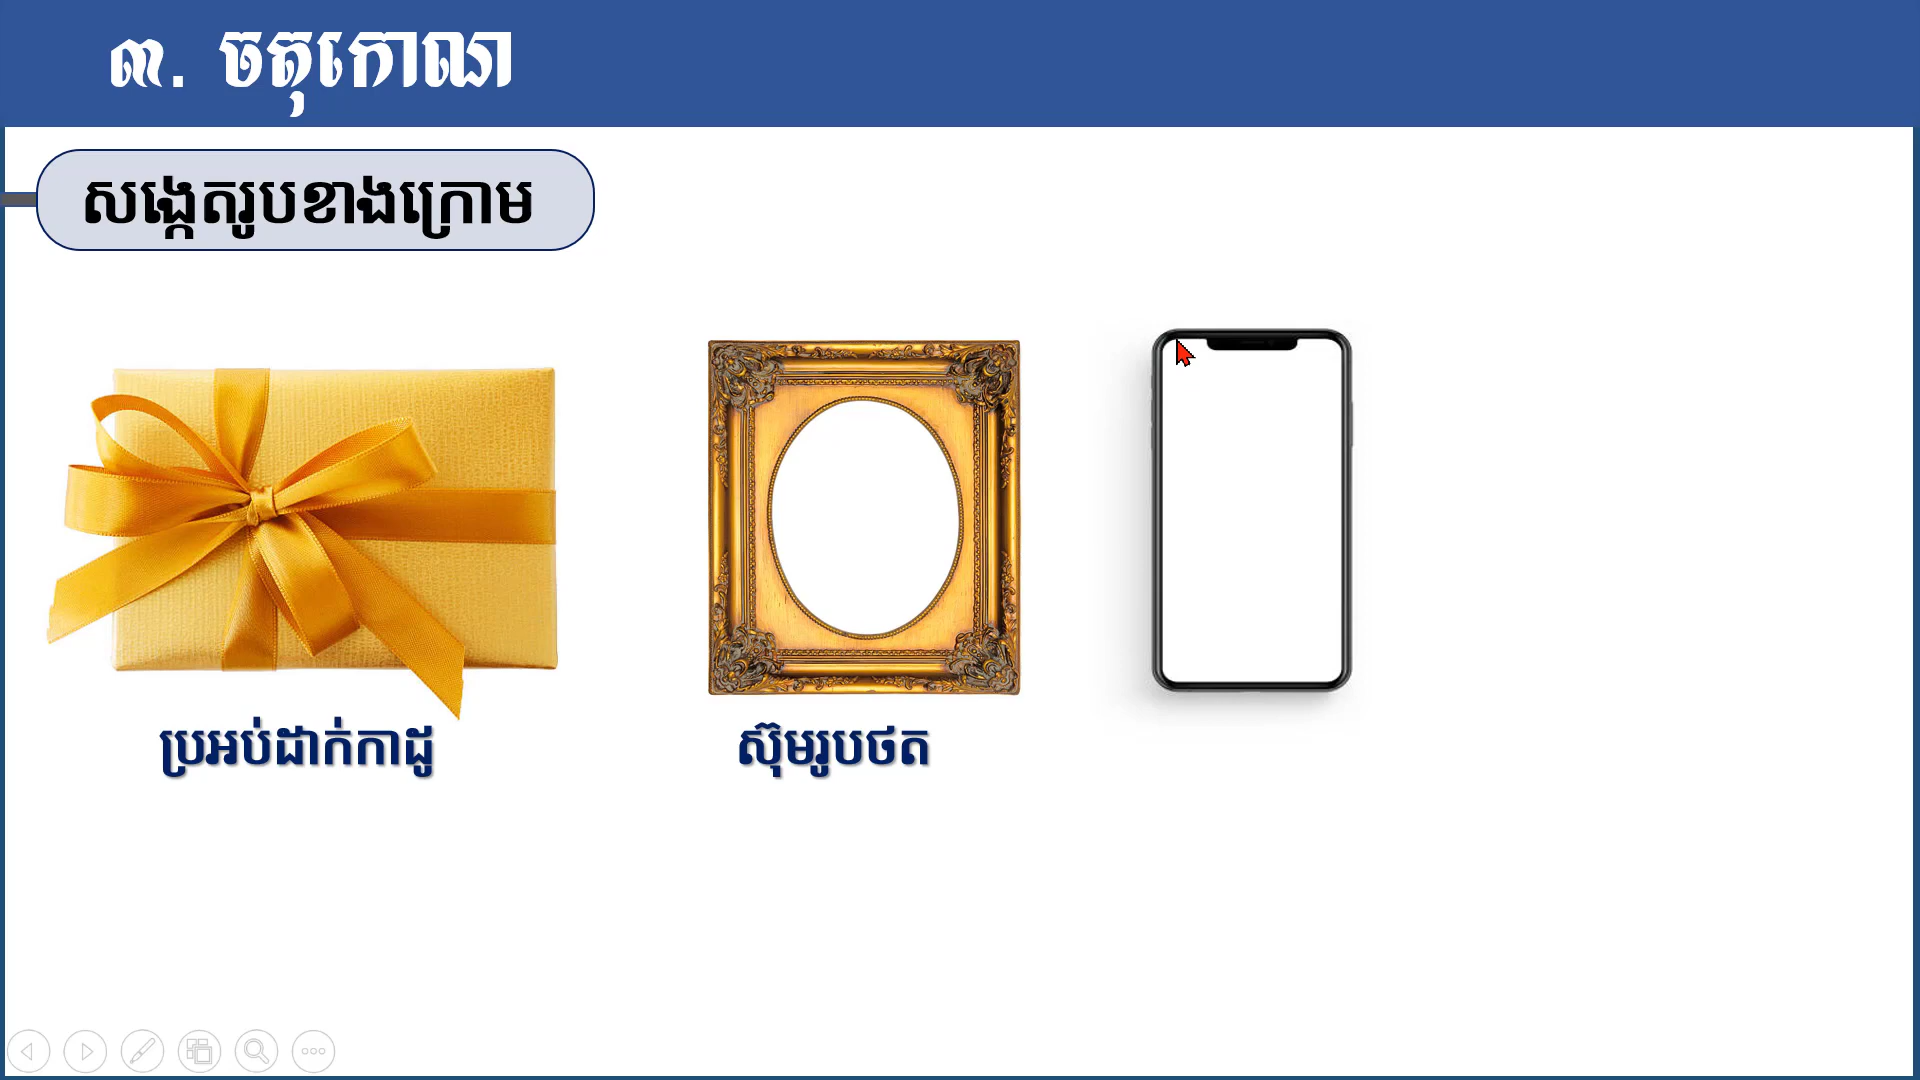 ៣. ចតុកោណ
សង្កេតរូបខាងក្រោម
ប្រអប់ដាក់កាដូ
ស៊ុមរូបថត